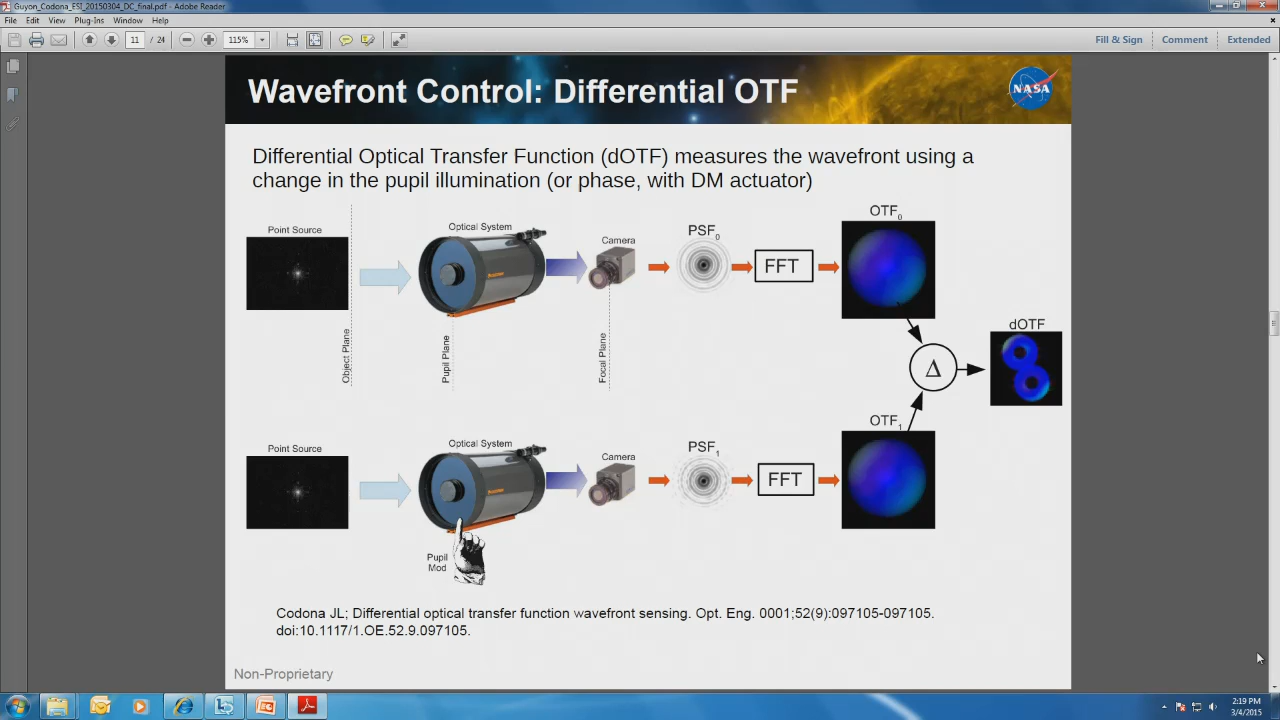 Guyon_Codona_ESI_20150304_DC_final.pdf - Adobe Reader
File Edit View Plug-Ins Window Help
11 / 24 115% Fill & Sign Comment Extended
Wavefront Control: Differential OTF
NASA
Differential Optical Transfer Function (dOTF) measures the wavefront using a
change in the pupil illumination (or phase, with DM actuator)
Point Source
Object Plane
Optical System
Pupil Plane
Camera
Focal Plane
PSF0
FFT
OTF0
dOTF
Δ
Point Source
Optical System
Pupil
Mod
Camera
PSF1
FFT
OTF1
Codona JL; Differential optical transfer function wavefront sensing. Opt. Eng. 0001;52(9):097105-097105.
doi:10.1117/1.OE.52.9.097105.
Non-Proprietary
2:19 PM
3/4/2015